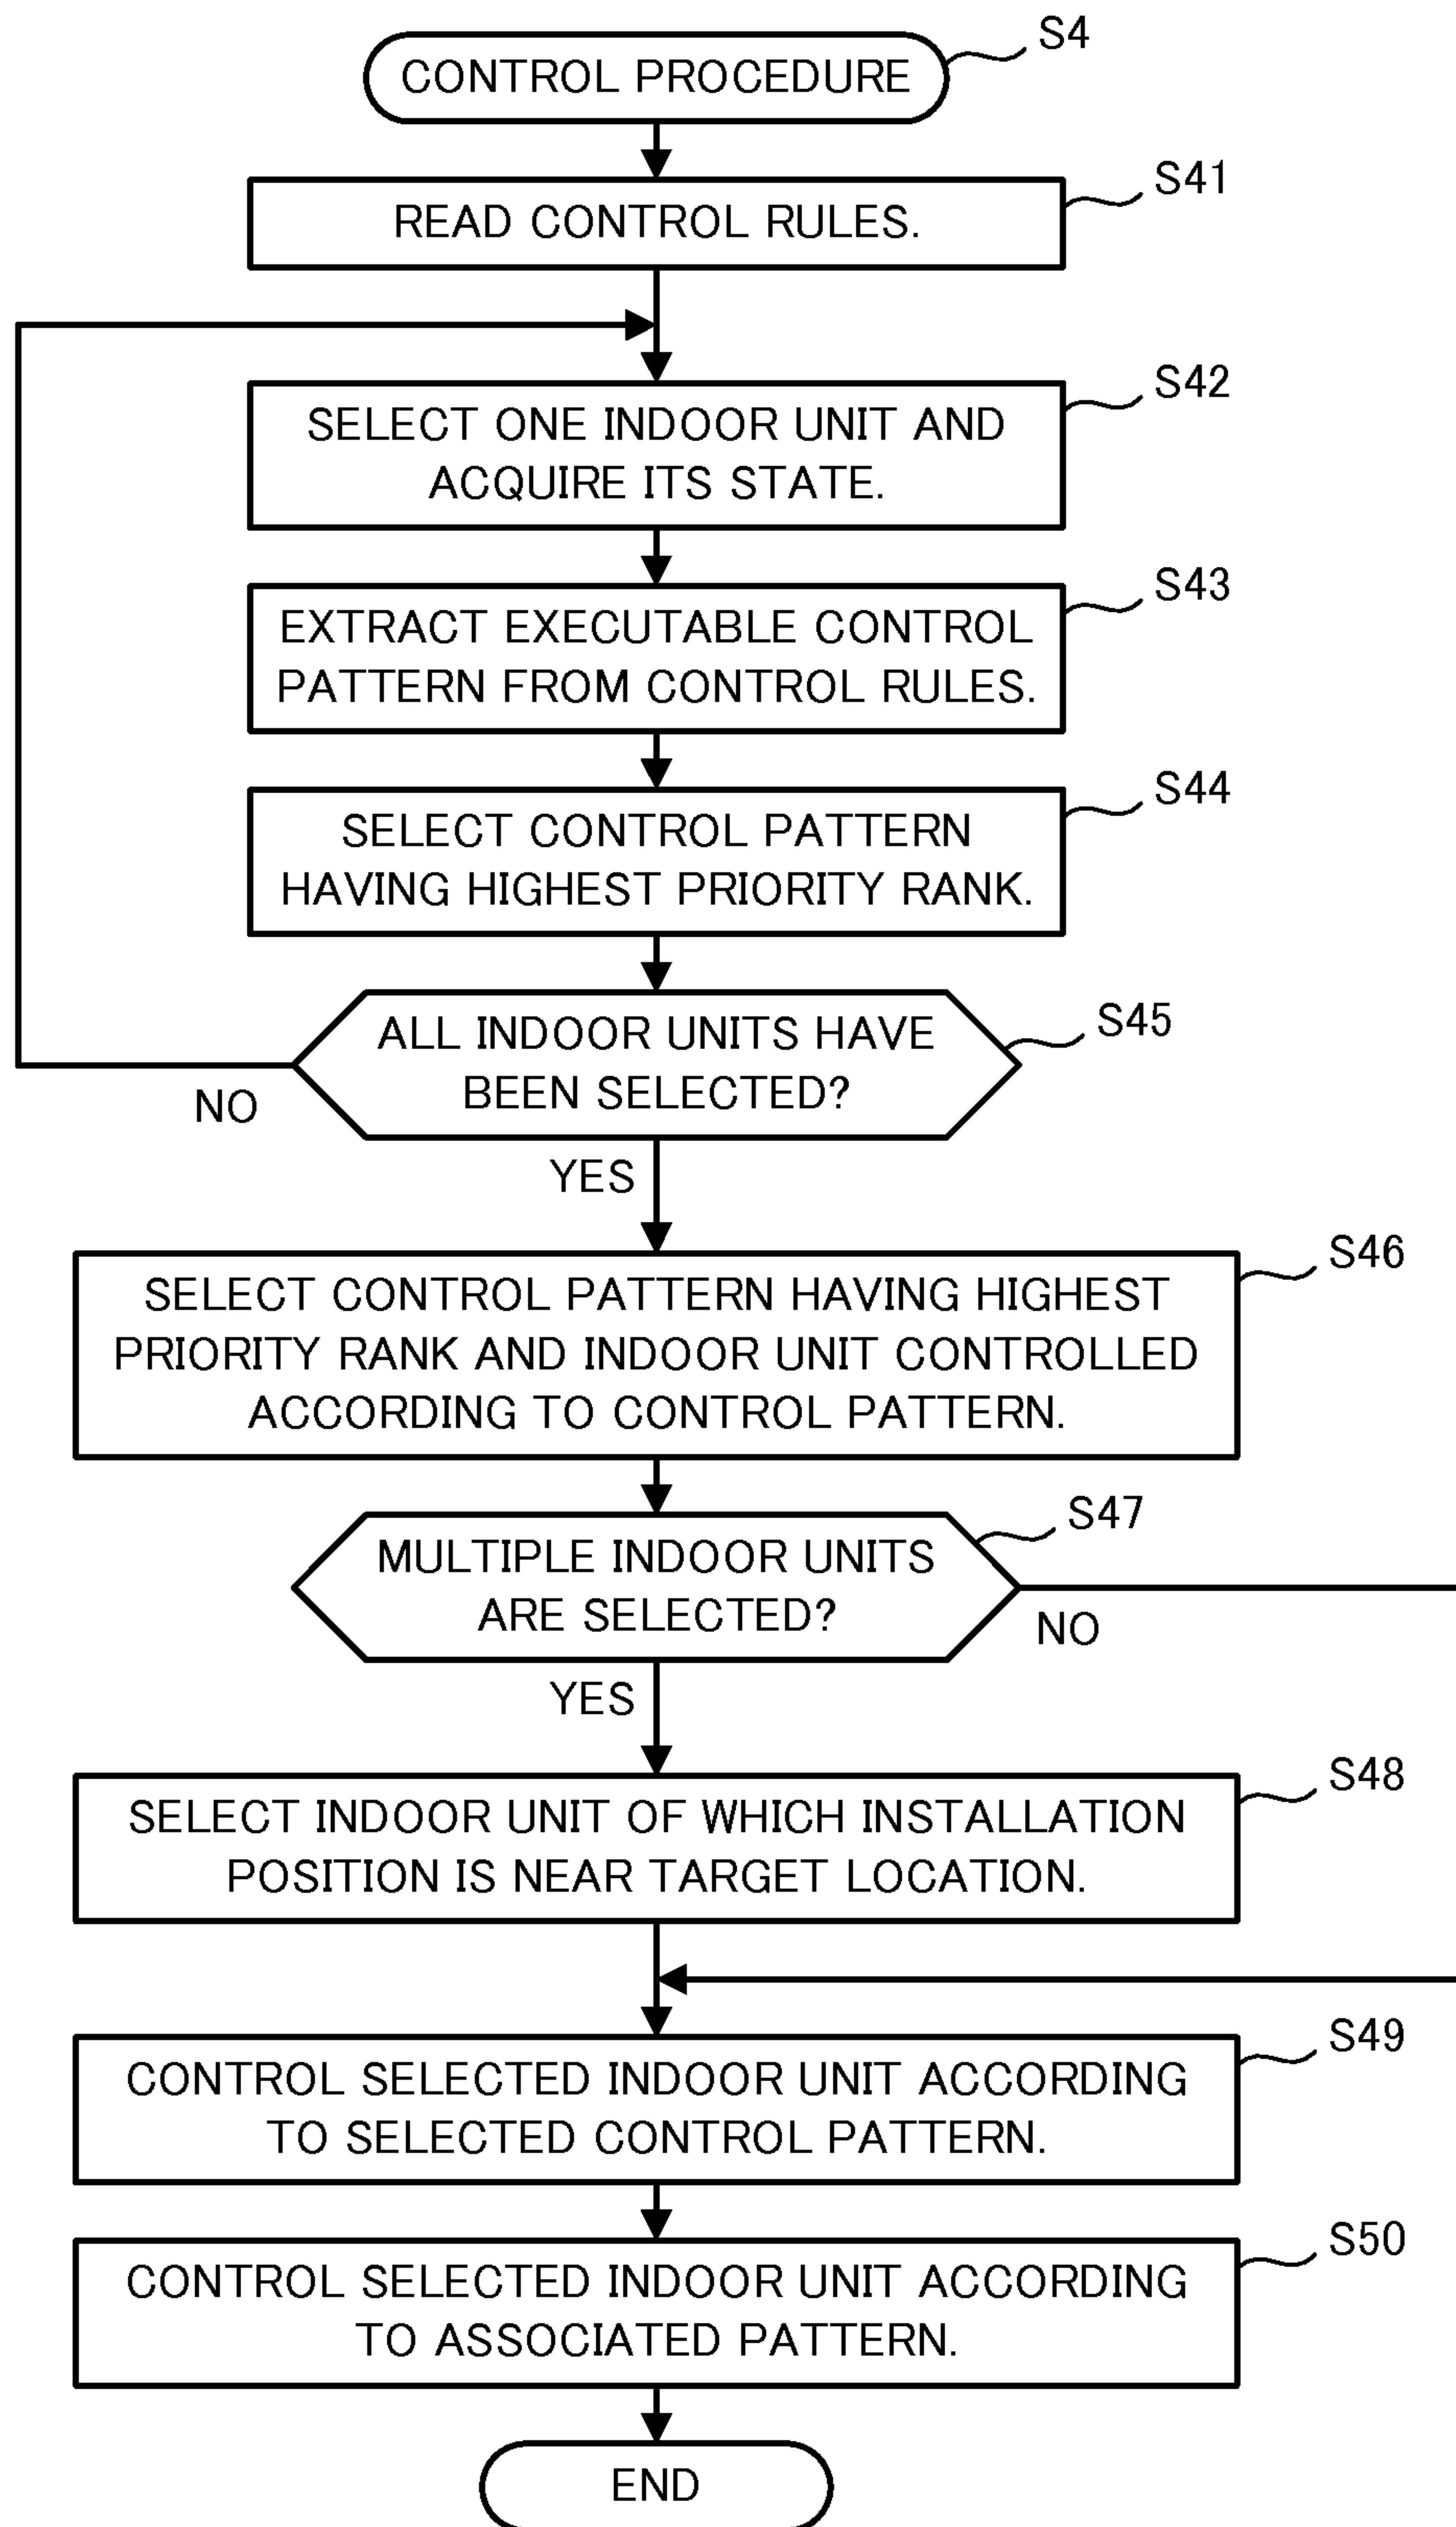 S4
CONTROL PROCEDURE
S41
READ CONTROL RULES.
S42
SELECT ONE INDOOR UNIT AND
ACQUIRE ITS STATE.
S43
EXTRACT EXECUTABLE CONTROL
PATTERN FROM CONTROL RULES.
S44
SELECT CONTROL PATTERN
HAVING HIGHEST PRIORITY RANK.
S45
ALL INDOOR UNITS HAVE
BEEN SELECTED?
NO
YES
S46
SELECT CONTROL PATTERN HAVING HIGHEST
PRIORITY RANK AND INDOOR UNIT CONTROLLED
ACCORDING TO CONTROL PATTERN.
S47
MULTIPLE INDOOR UNITS
ARE SELECTED?
NO
YES
S48
SELECT INDOOR UNIT OF WHICH INSTALLATION
POSITION IS NEAR TARGET LOCATION.
S49
CONTROL SELECTED INDOOR UNIT ACCORDING
TO SELECTED CONTROL PATTERN.
S50
CONTROL SELECTED INDOOR UNIT ACCORDING
TO ASSOCIATED PATTERN.
END